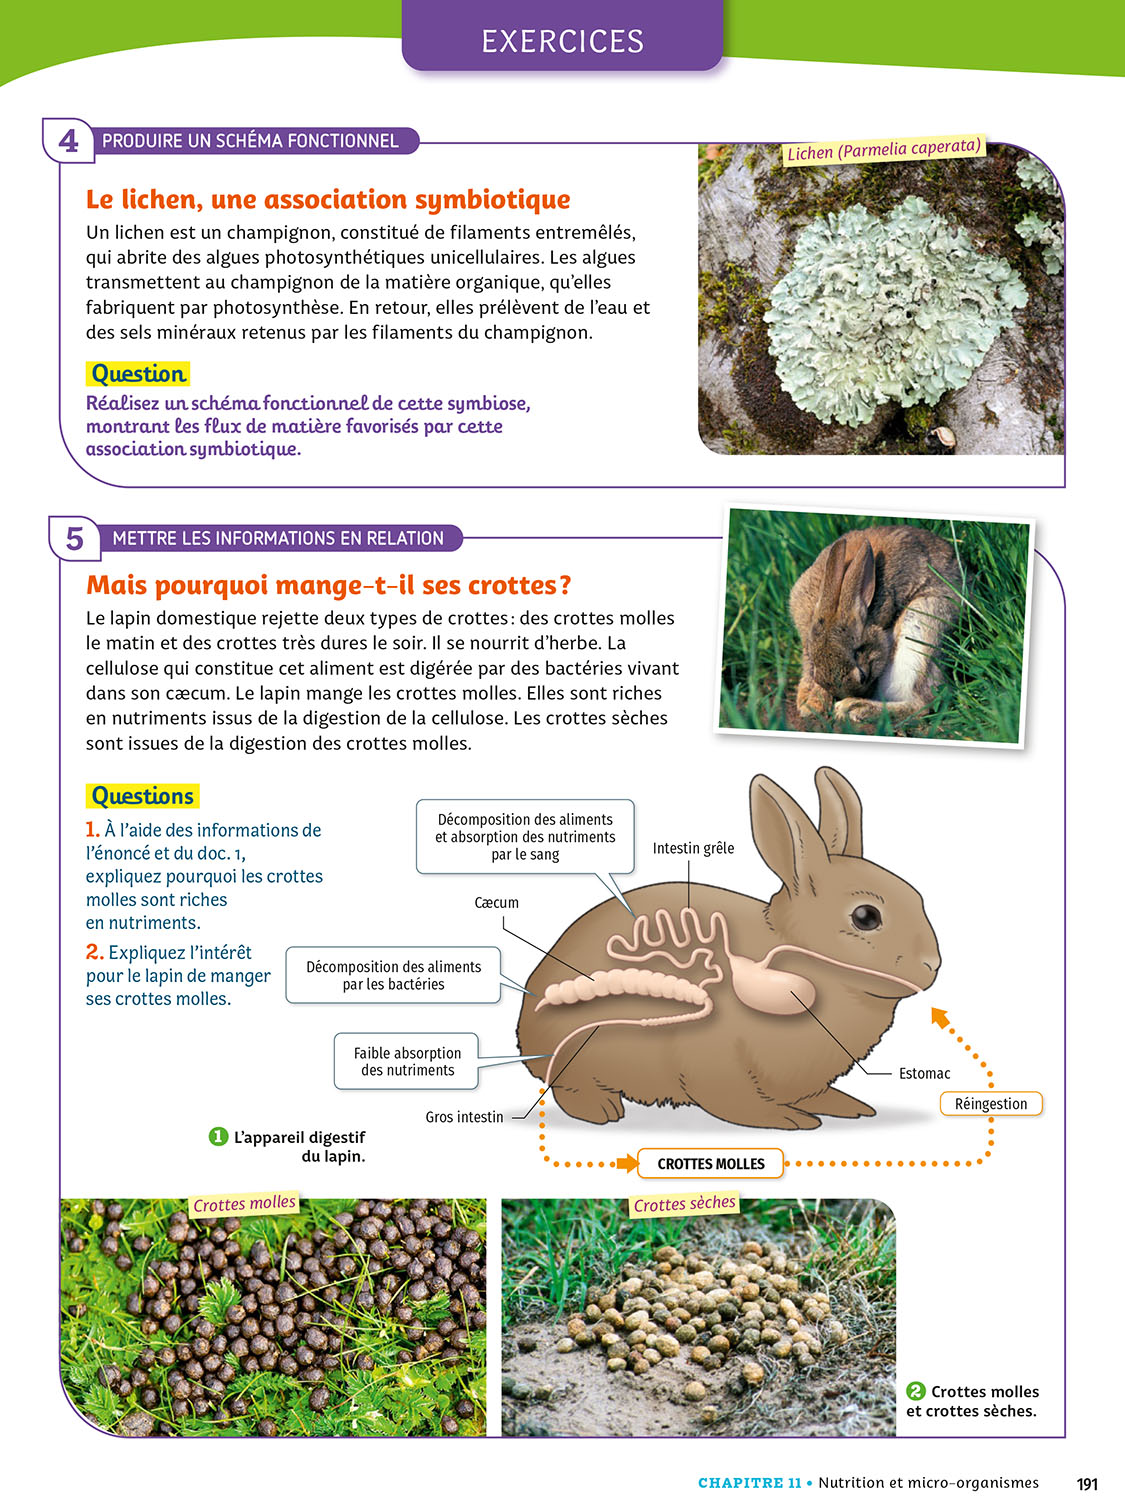 EXERCICES
4 PRODUIRE UN SCHÉMA FONCTIONNEL
Lichen (Parmelia caperata)
Le lichen, une association symbiotique
Un lichen est un champignon, constitué de filaments entremêlés,
qui abrite des algues photosynthétiques unicellulaires. Les algues
transmettent au champignon de la matière organique, qu'elles
fabriquent par photosynthèse. En retour, elles prélèvent de l'eau et
des sels minéraux retenus par les filaments du champignon.
Question
Réalisez un schéma fonctionnel de cette symbiose,
montrant les flux de matière favorisés par cette
association symbiotique.
5 METTRE LES INFORMATIONS EN RELATION
Mais pourquoi mange-t-il ses crottes ?
Le lapin domestique rejette deux types de crottes : des crottes molles
le matin et des crottes très dures le soir. Il se nourrit d'herbe. La
cellulose qui constitue cet aliment est digérée par des bactéries vivant
dans son cæcum. Le lapin mange les crottes molles. Elles sont riches
en nutriments issus de la digestion de la cellulose. Les crottes sèches
sont issues de la digestion des crottes molles.
Questions
1. À l'aide des informations de
l'énoncé et du doc. 1,
expliquez pourquoi les crottes
molles sont riches
en nutriments.
2. Expliquez l'intérêt
pour le lapin de manger
ses crottes molles.
Décomposition des aliments
et absorption des nutriments
par le sang
Intestin grêle
Cæcum
Décomposition des aliments
par les bactéries
Faible absorption
des nutriments
Estomac
Réingestion
Gros intestin
CROTTES MOLLES
1 L'appareil digestif
du lapin.
Crottes molles
Crottes sèches
2 Crottes molles
et crottes sèches.
CHAPITRE 11 • Nutrition et micro-organismes 191